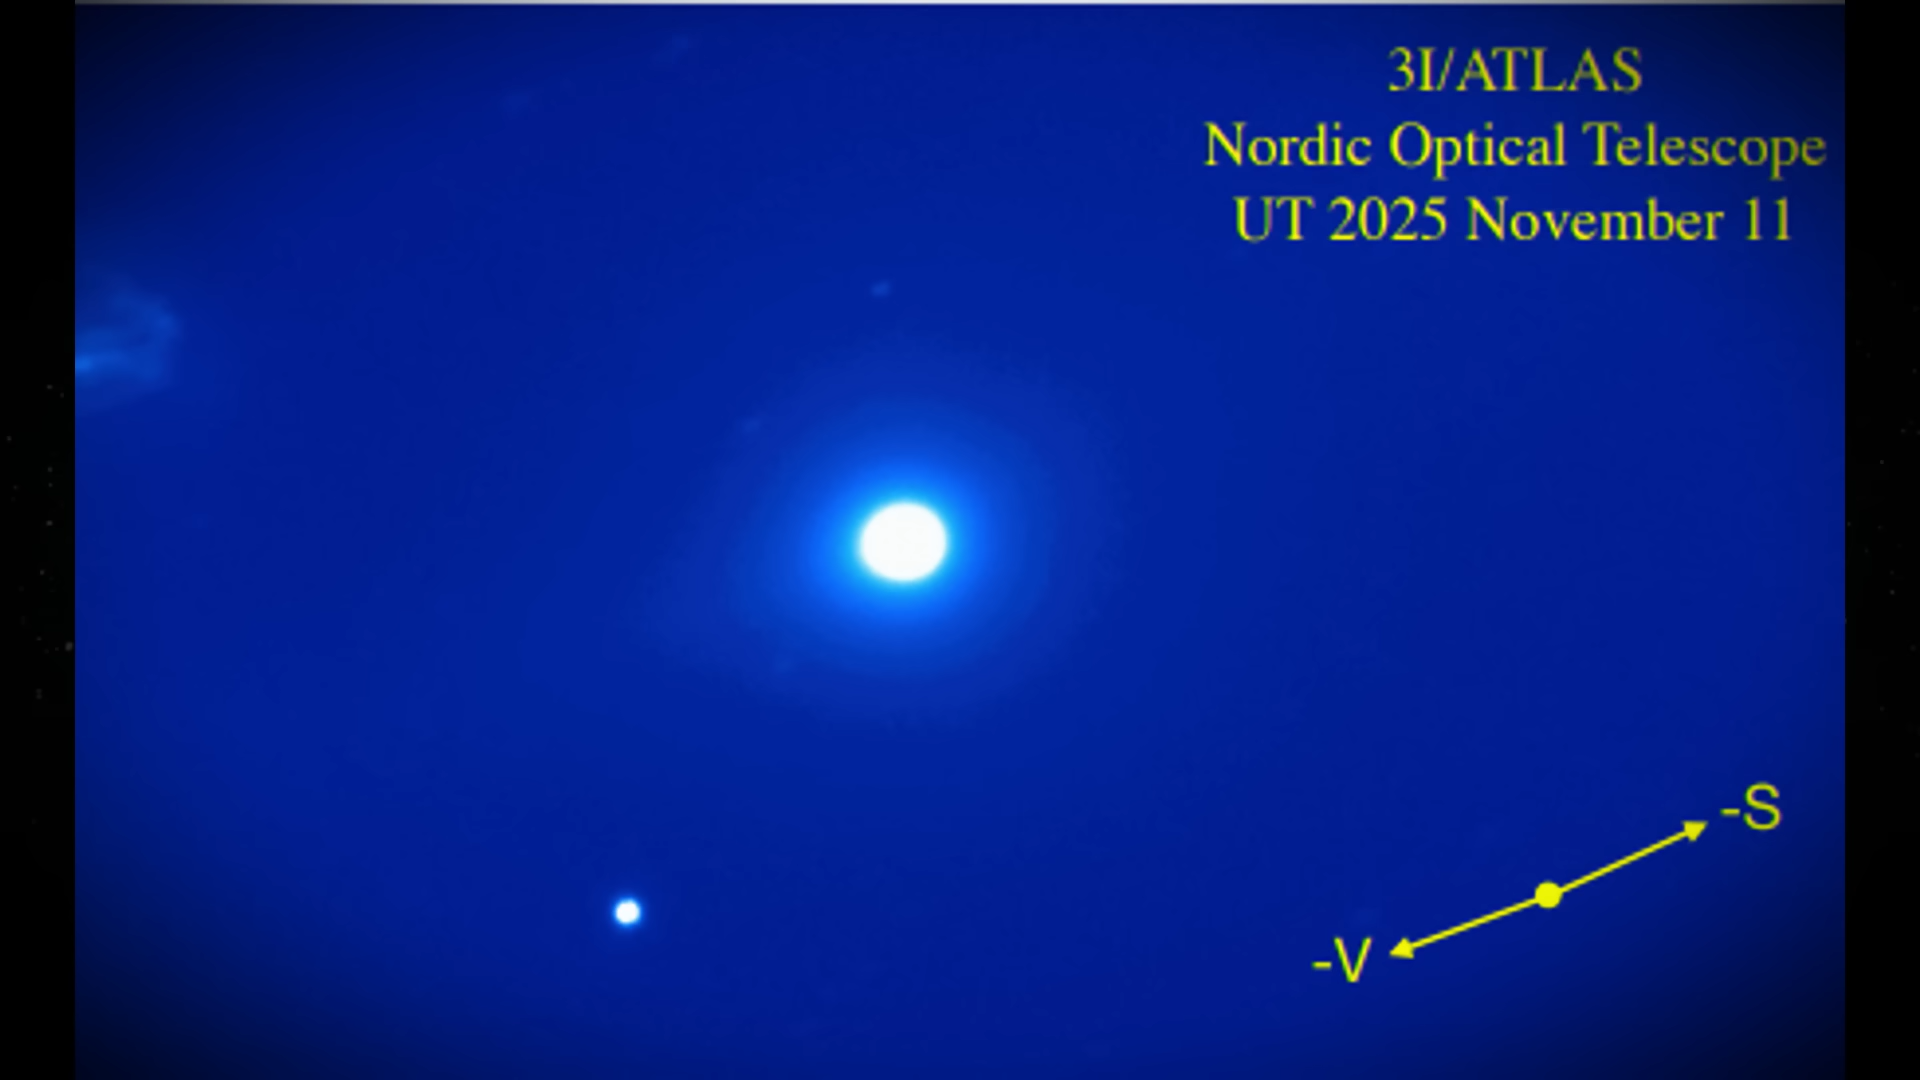 3I/ATLAS
Nordic Optical Telescope
UT 2025 November 11
-S
-V